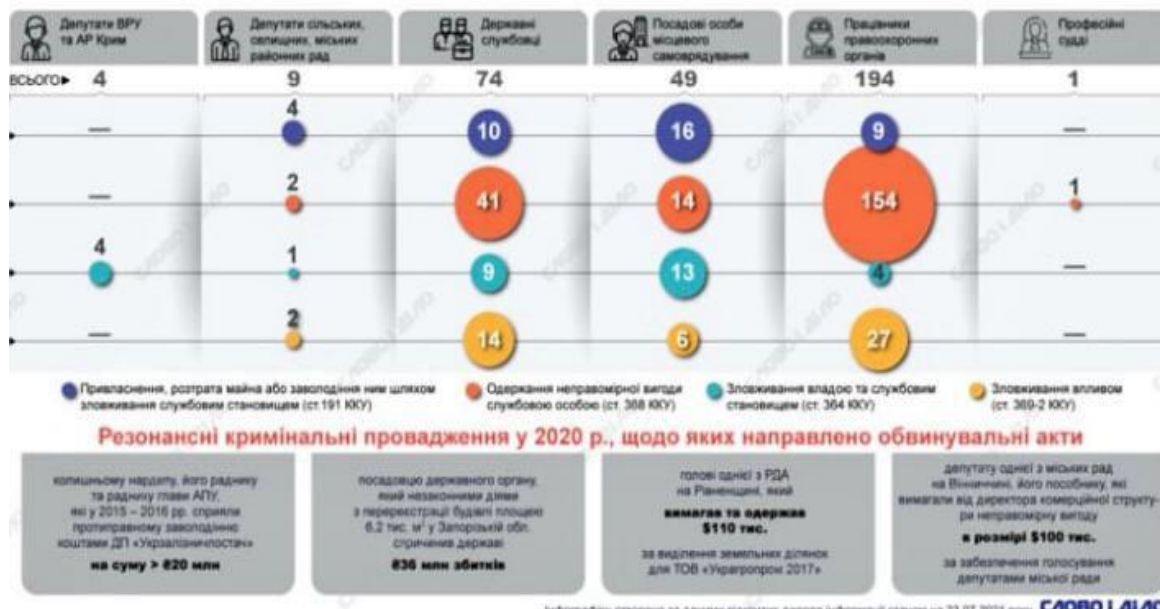 Депутати ВРУ
та АР Крим
Депутати сільських,
селищних, міських
районних рад
Державні
службовці
Посадові особи
місцевого
самоврядування
Працівники
правоохоронних
органів
Професійні
судді
ВСЬОГО 4 9 74 49 194 1
— 4 10 16 9 —
— 2 41 14 154 1
4 1 9 13 4 —
— 2 14 6 27 —
Привласнення, розтрата майна або заволодіння ним шляхом
зловживання службовим становищем (ст.191 ККУ)
Одержання неправомірної вигоди
службовою особою (ст. 368 ККУ)
Зловживання владою та службовим
становищем (ст. 364 ККУ)
Зловживання впливом
(ст. 369-2 ККУ)
Резонансні кримінальні провадження у 2020 р., щодо яких направлено обвинувальні акти
колишньому нардепу, його раднику
та раднику глави АПУ,
які у 2015 – 2016 рр. сприяли
протиправному заволодінню
коштами ДП «Укрзалізничпостач»
на суму > ₴20 млн
посадовцю державного органу,
який незаконними діями
з перереєстрації будівлі площею
6,2 тис. м² у Запорізькій обл.
спричинив державі
₴36 млн збитків
голові однієї з РДА
на Рівненщині, який
вимагав та одержав
$110 тис.
за виділення земельних ділянок
для ТОВ «Украгропром 2017»
депутату однієї з міських рад
на Вінниччині, його пособнику, які
вимагали від директора комерційної структу-
ри неправомірну вигоду
в розмірі $100 тис.
за забезпечення голосування
депутатами міської ради